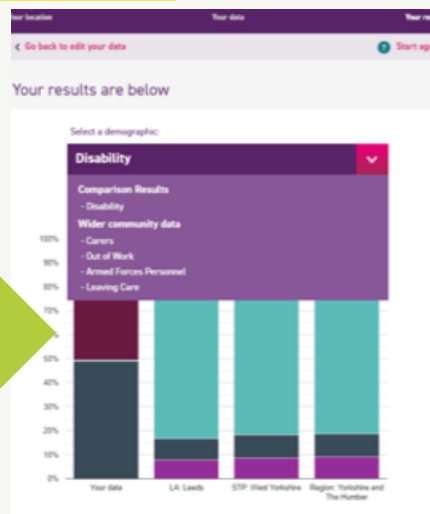 our location Your data Your re
Go back to edit your data Start ag
Your results are below
Select a demographic:
Disability
Comparison Results
- Disability
Wider community data
- Carers
- Out of Work
- Armed Forces Personnel
- Leaving Care
100%
90%
80%
70%
%
50%
40%
30%
20%
10%
0%
Your data LA: Leeds STP: West Yorkshire Region: Yorkshire and
The Humber